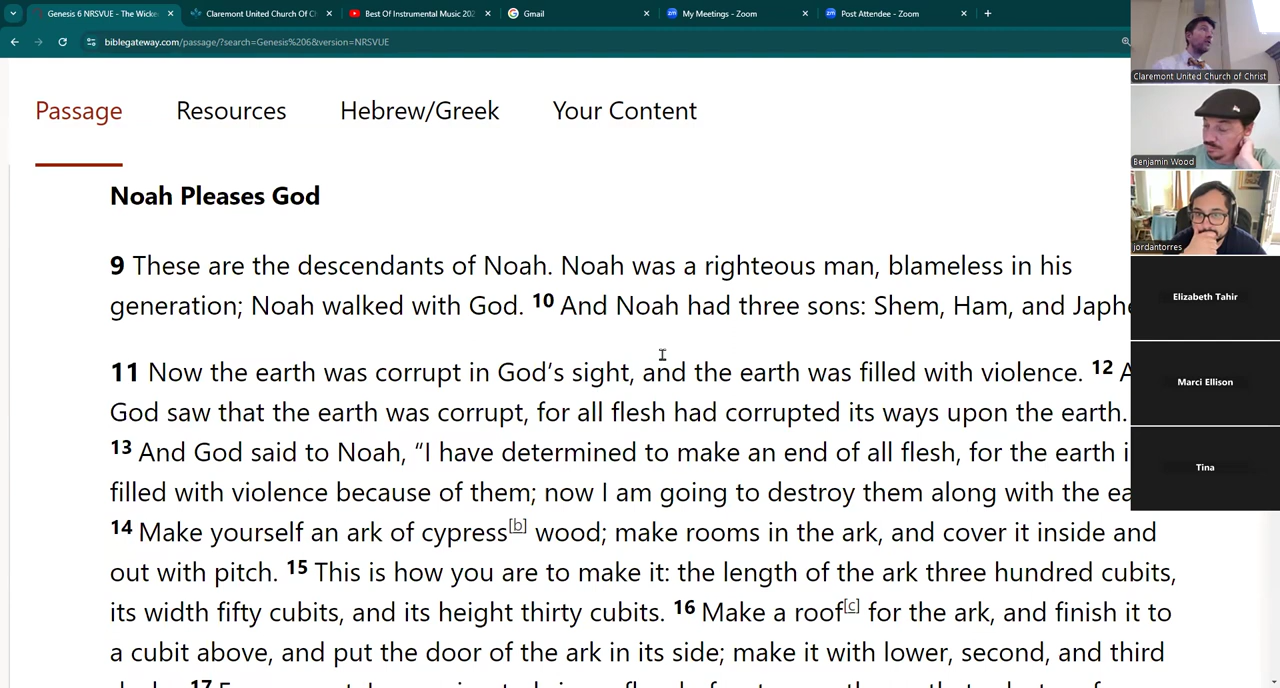 Genesis 6 NRSVUE - The Wicke
Claremont United Church Of C
Best Of Instrumental Music 202
Gmail
My Meetings - Zoom
Post Attendee - Zoom
biblegateway.com/passage/?search=Genesis%206&version=NRSVUE
Passage
Resources
Hebrew/Greek
Your Content
Noah Pleases God
9 These are the descendants of Noah. Noah was a righteous man, blameless in his
generation; Noah walked with God. 10 And Noah had three sons: Shem, Ham, and Japhe
11 Now the earth was corrupt in God’s sight, and the earth was filled with violence. 12 A
God saw that the earth was corrupt, for all flesh had corrupted its ways upon the earth.
13 And God said to Noah, “I have determined to make an end of all flesh, for the earth i
filled with violence because of them; now I am going to destroy them along with the ea
14 Make yourself an ark of cypress[b] wood; make rooms in the ark, and cover it inside and
out with pitch. 15 This is how you are to make it: the length of the ark three hundred cubits,
its width fifty cubits, and its height thirty cubits. 16 Make a roof[c] for the ark, and finish it to
a cubit above, and put the door of the ark in its side; make it with lower, second, and third
17
Claremont United Church of Christ
Benjamin Wood
jordantorres
Elizabeth Tahir
Marci Ellison
Tina